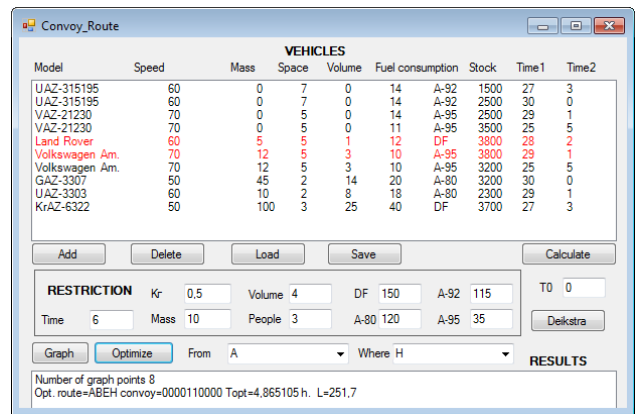 Convoy_Route
VEHICLES
Model Speed Mass Space Volume Fuel consumption Stock Time1 Time2
UAZ-315195 60 0 7 0 14 A-92 1500 27 3
UAZ-315195 60 0 7 0 14 A-92 2500 30 0
VAZ-21230 70 0 5 0 14 A-95 2500 29 1
VAZ-21230 70 0 5 0 11 A-95 3500 25 5
Land Rover 60 5 5 1 12 DF 3800 28 2
Volkswagen Am. 70 12 5 3 10 A-95 3800 29 1
Volkswagen Am. 70 12 5 3 10 A-95 3200 25 5
GAZ-3307 50 45 2 14 20 A-80 3200 30 0
UAZ-3303 60 10 2 8 18 A-80 2300 29 1
KrAZ-6322 50 100 3 25 40 DF 3700 27 3
Add Delete Load Save Calculate
RESTRICTION Kr 0,5 Volume 4 DF 150 A-92 115 T0 0
Time 6 Mass 10 People 3 A-80 120 A-95 35 Deikstra
Graph Optimize From A Where H RESULTS
Number of graph points 8
Opt. route=ABEH convoy=0000110000 Topt=4,865105 h. L=251,7